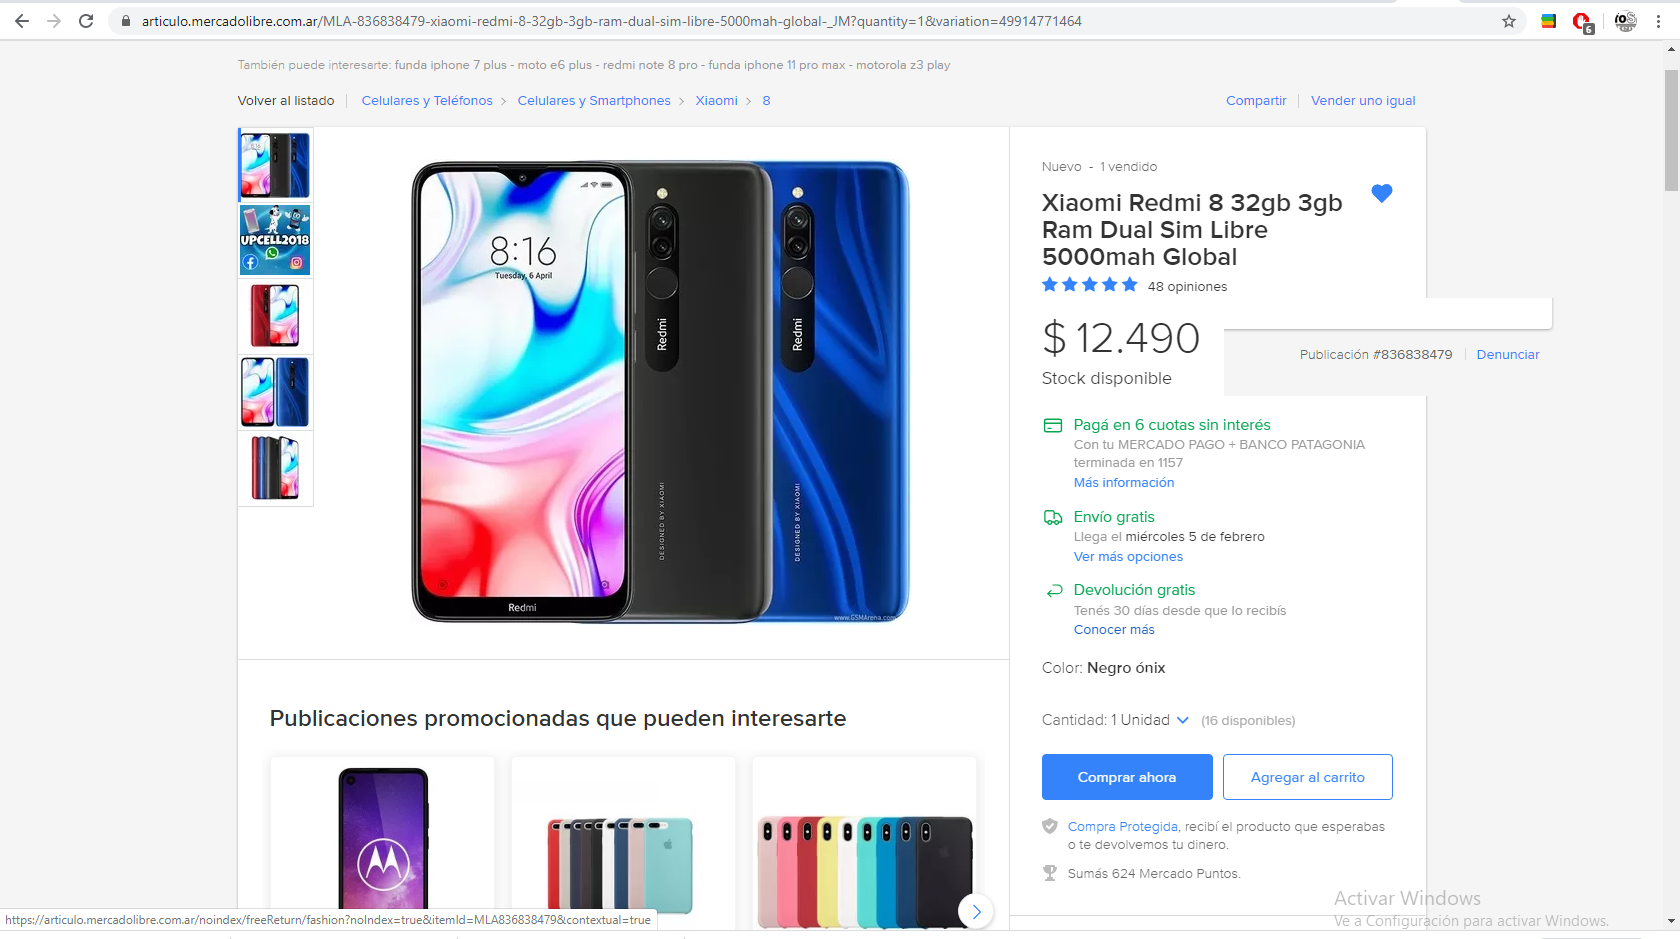 articulo.mercadolibre.com.ar/MLA-836838479-xiaomi-redmi-8-32gb-3gb-ram-dual-sim-libre-5000mah-global-_JM?quantity=1&variation=49914771464
6
También puede interesarte: funda iphone 7 plus - moto e6 plus - redmi note 8 pro - funda iphone 11 pro max - motorola z3 play
Volver al listado
Celulares y Teléfonos > Celulares y Smartphones > Xiaomi > 8
Compartir
Vender uno igual
UPCELL2018
8:16
Tuesday, 6 April
Redmi
DESIGNED BY XIAOMI
Redmi
DESIGNED BY XIAOMI
Redmi
www.GSMArena.com
Nuevo - 1 vendido
Xiaomi Redmi 8 32gb 3gb
Ram Dual Sim Libre
5000mah Global
48 opiniones
$ 12.490
Stock disponible
Publicación #836838479
Denunciar
Pagá en 6 cuotas sin interés
Con tu MERCADO PAGO + BANCO PATAGONIA
terminada en 1157
Más información
Envío gratis
Llega el miércoles 5 de febrero
Ver más opciones
Devolución gratis
Tenés 30 días desde que lo recibís
Conocer más
Color: Negro ónix
Cantidad: 1 Unidad (16 disponibles)
Comprar ahora
Agregar al carrito
Compra Protegida, recibí el producto que esperabas
o te devolvemos tu dinero.
Sumás 624 Mercado Puntos.
Publicaciones promocionadas que pueden interesarte
Activar Windows
Ve a Configuración para activar Windows.
https://articulo.mercadolibre.com.ar/noindex/freeReturn/fashion?noIndex=true&itemId=MLA836838479&contextual=true